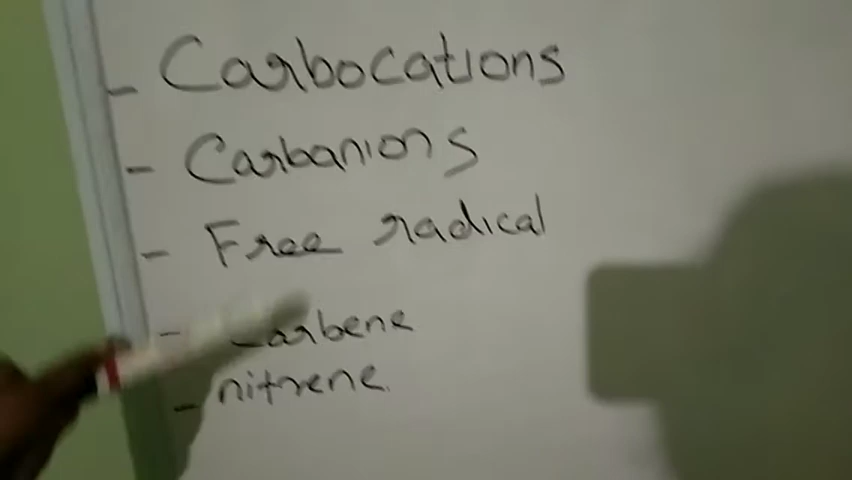 - Carbocations
- Carbanions
- Free radical
- Carbene
- nitrene.